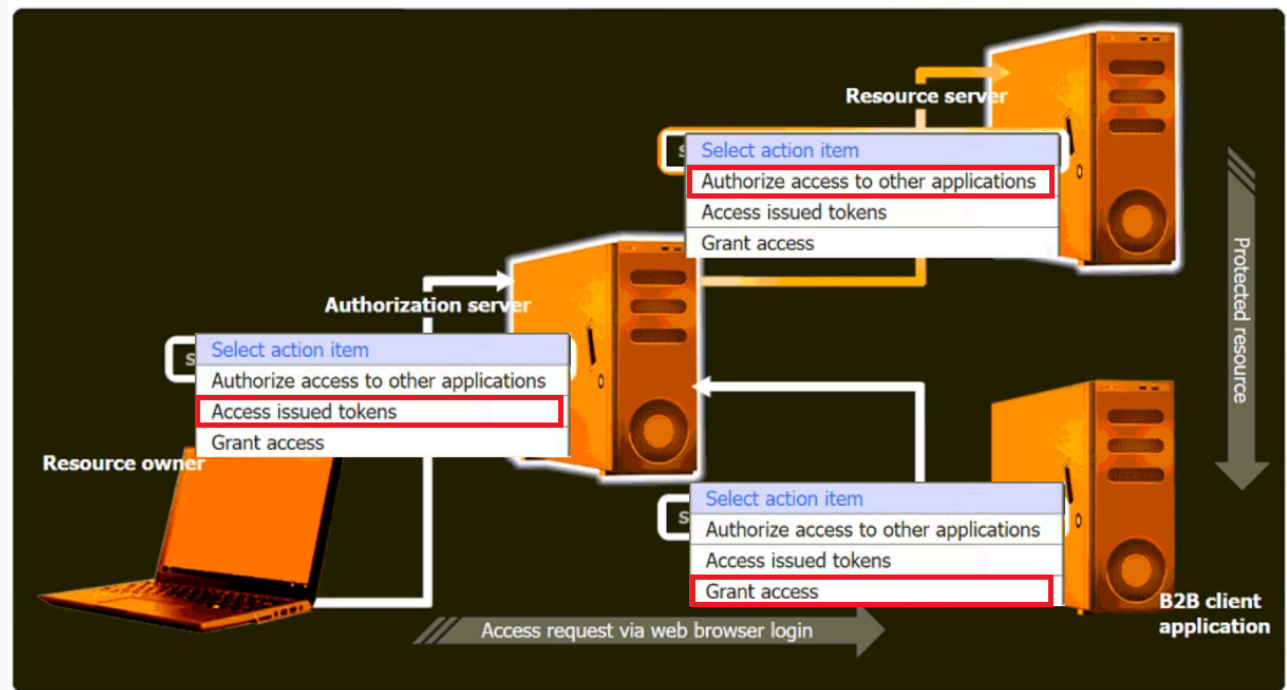 Resource server
S
Select action item
Authorize access to other applications
Access issued tokens
Grant access
Protected resource
Authorization server
S
Select action item
Authorize access to other applications
Access issued tokens
Grant access
Resource owner
S
Select action item
Authorize access to other applications
Access issued tokens
Grant access
B2B client
application
Access request via web browser login